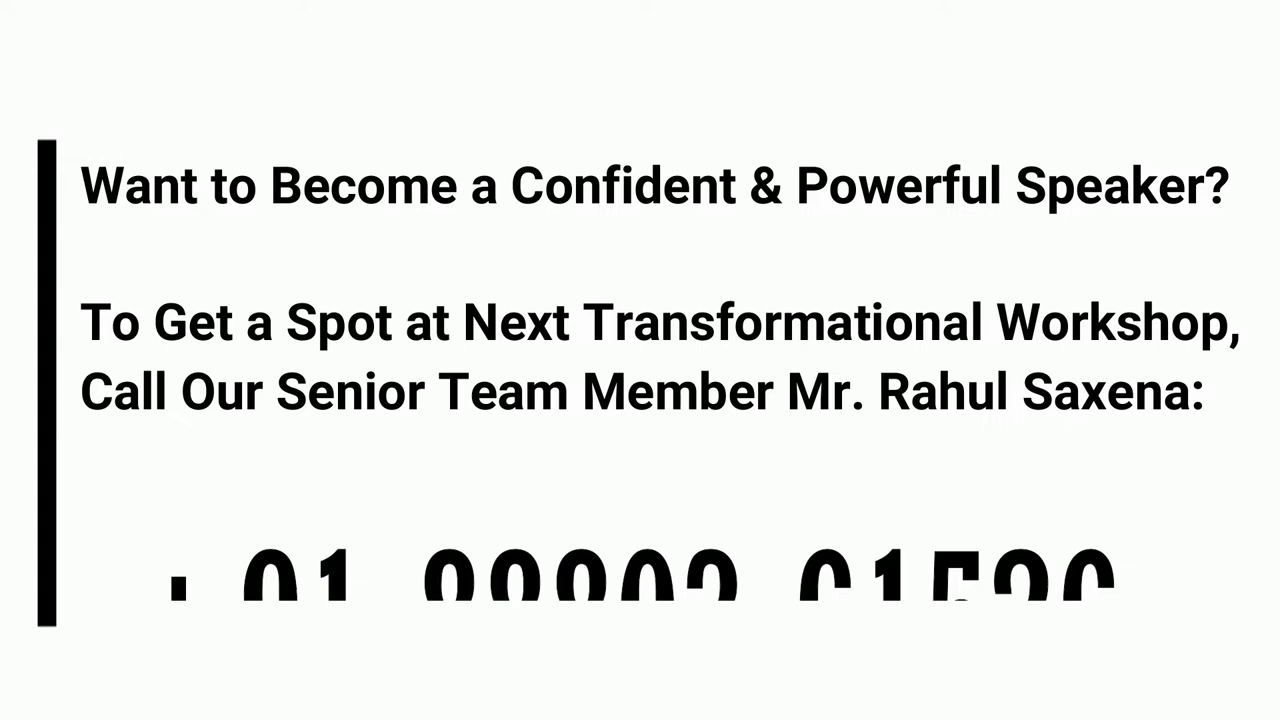 Want to Become a Confident & Powerful Speaker?
To Get a Spot at Next Transformational Workshop,
Call Our Senior Team Member Mr. Rahul Saxena: